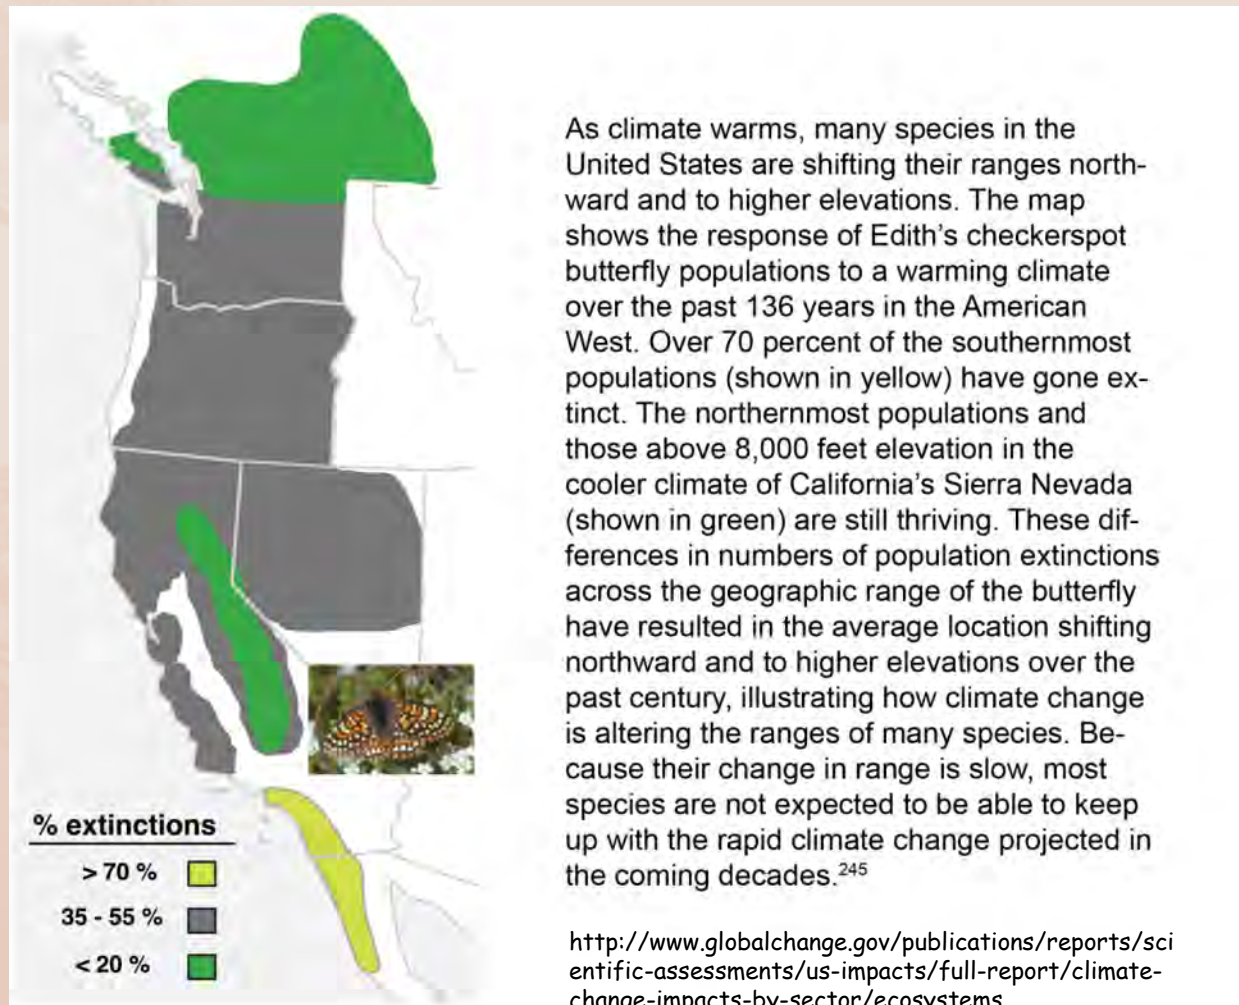 As climate warms, many species in the
United States are shifting their ranges north-
ward and to higher elevations. The map
shows the response of Edith's checkerspot
butterfly populations to a warming climate
over the past 136 years in the American
West. Over 70 percent of the southernmost
populations (shown in yellow) have gone ex-
tinct. The northernmost populations and
those above 8,000 feet elevation in the
cooler climate of California's Sierra Nevada
(shown in green) are still thriving. These dif-
ferences in numbers of population extinctions
across the geographic range of the butterfly
have resulted in the average location shifting
northward and to higher elevations over the
past century, illustrating how climate change
is altering the ranges of many species. Be-
cause their change in range is slow, most
species are not expected to be able to keep
up with the rapid climate change projected in
the coming decades.²⁴⁵
% extinctions
> 70 %
35 - 55 %
< 20 %
http://www.globalchange.gov/publications/reports/sci
entific-assessments/us-impacts/full-report/climate-
change-impacts-by-sector/ecosystems